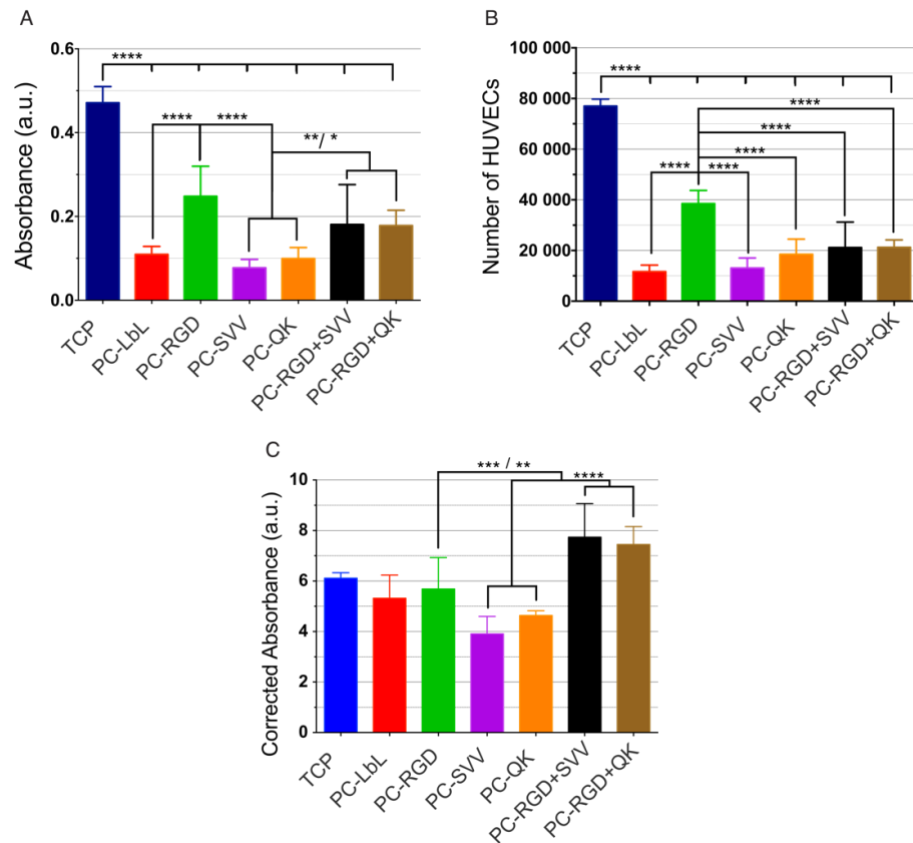 A
Absorbance (a.u.)
0.6
0.4
0.2
0.0
****
**** ****
**/ *
TCP
PC-LbL
PC-RGD
PC-SVV
PC-QK
PC-RGD+SVV
PC-RGD+QK
B
Number of HUVECs
100 000
80 000
60 000
40 000
20 000
0
****
****
****
****
**** ****
TCP
PC-LbL
PC-RGD
PC-SVV
PC-QK
PC-RGD+SVV
PC-RGD+QK
C
Corrected Absorbance (a.u.)
10
8
6
4
2
0
*** / **
****
TCP
PC-LbL
PC-RGD
PC-SVV
PC-QK
PC-RGD+SVV
PC-RGD+QK